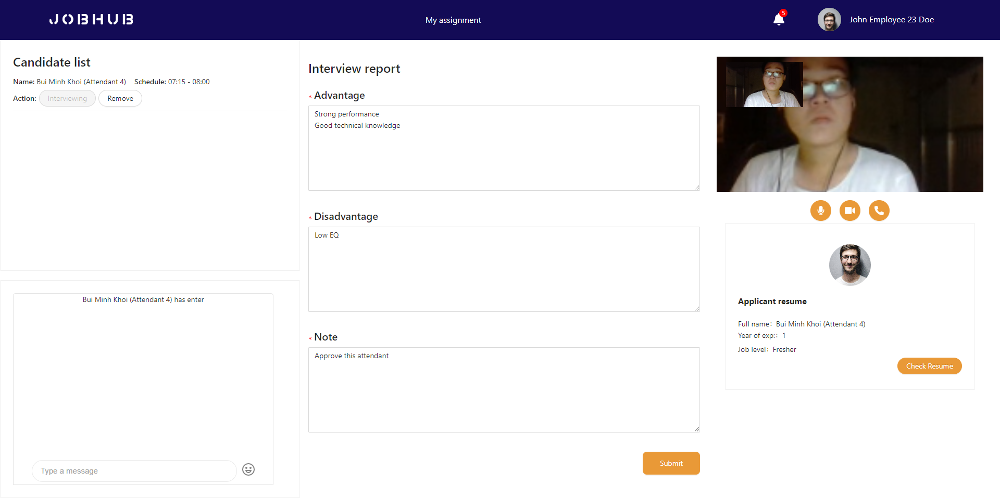 JOBHUB
My assignment
5
John Employee 23 Doe
Candidate list
Name: Bui Minh Khoi (Attendant 4) Schedule: 07:15 - 08:00
Action: Interviewing Remove
Bui Minh Khoi (Attendant 4) has enter
Type a message
Interview report
* Advantage
Strong performance
Good technical knowledge
* Disadvantage
Low EQ
* Note
Approve this attendant
Submit
Applicant resume
Full name: Bui Minh Khoi (Attendant 4)
Year of exp:: 1
Job level: Fresher
Check Resume